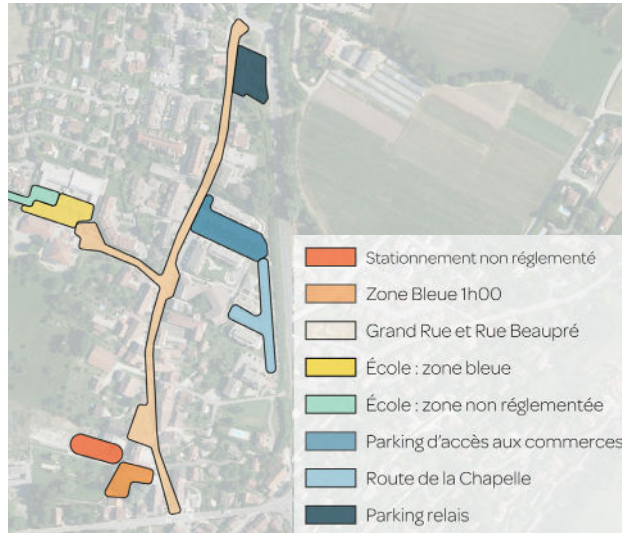 Stationnement non réglementé
Zone Bleue 1h00
Grand Rue et Rue Beaupré
École : zone bleue
École : zone non réglementée
Parking d'accès aux commerces
Route de la Chapelle
Parking relais